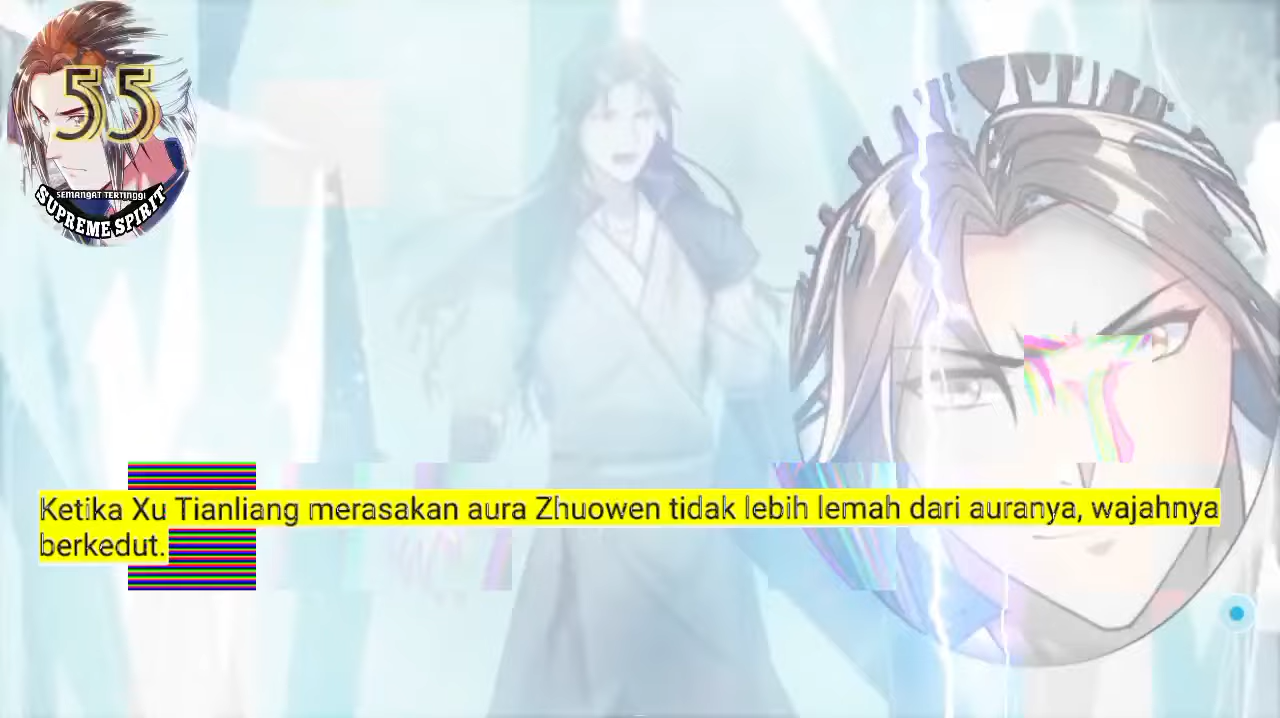 55
SEMANGAT TERTINGGI
SUPREME SPIRIT
Ketika Xu Tianliang merasakan aura Zhuowen tidak lebih lemah dari auranya, wajahnya
berkedut.